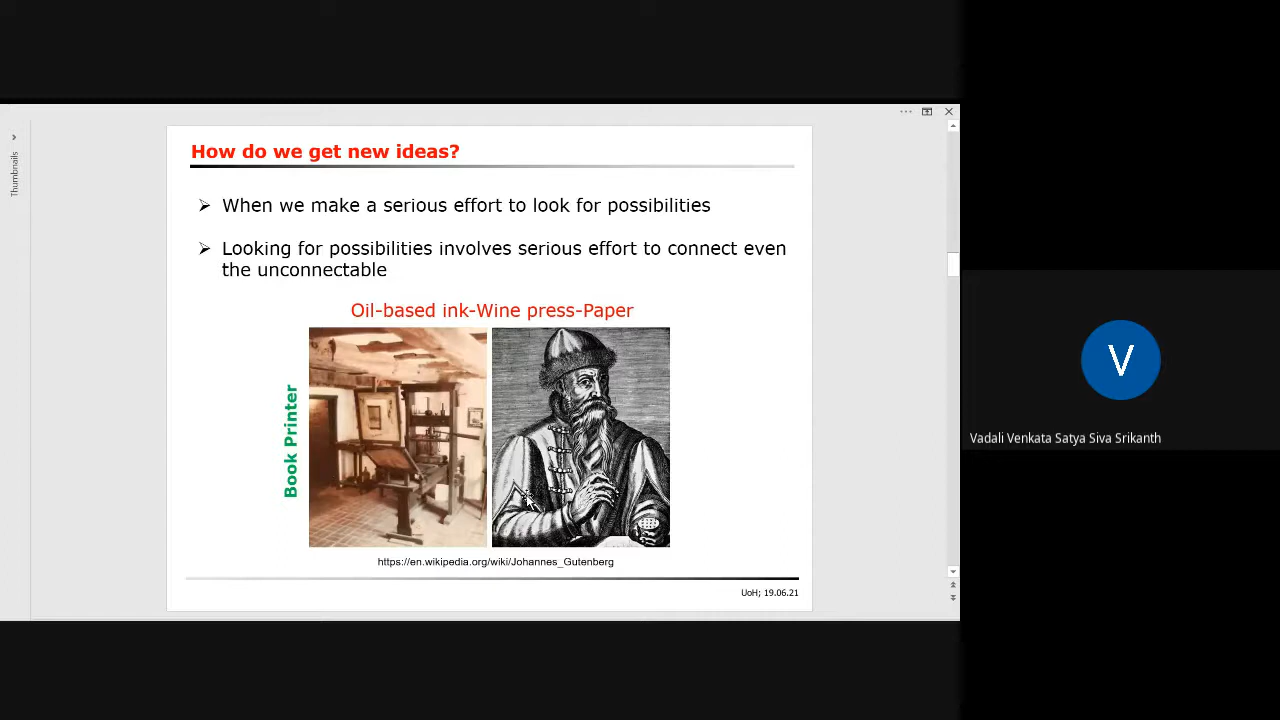 Thumbnails
How do we get new ideas?
When we make a serious effort to look for possibilities
Looking for possibilities involves serious effort to connect even
the unconnectable
Oil-based ink-Wine press-Paper
Book Printer
https://en.wikipedia.org/wiki/Johannes_Gutenberg
UoH; 19.06.21
V
Vadali Venkata Satya Siva Srikanth